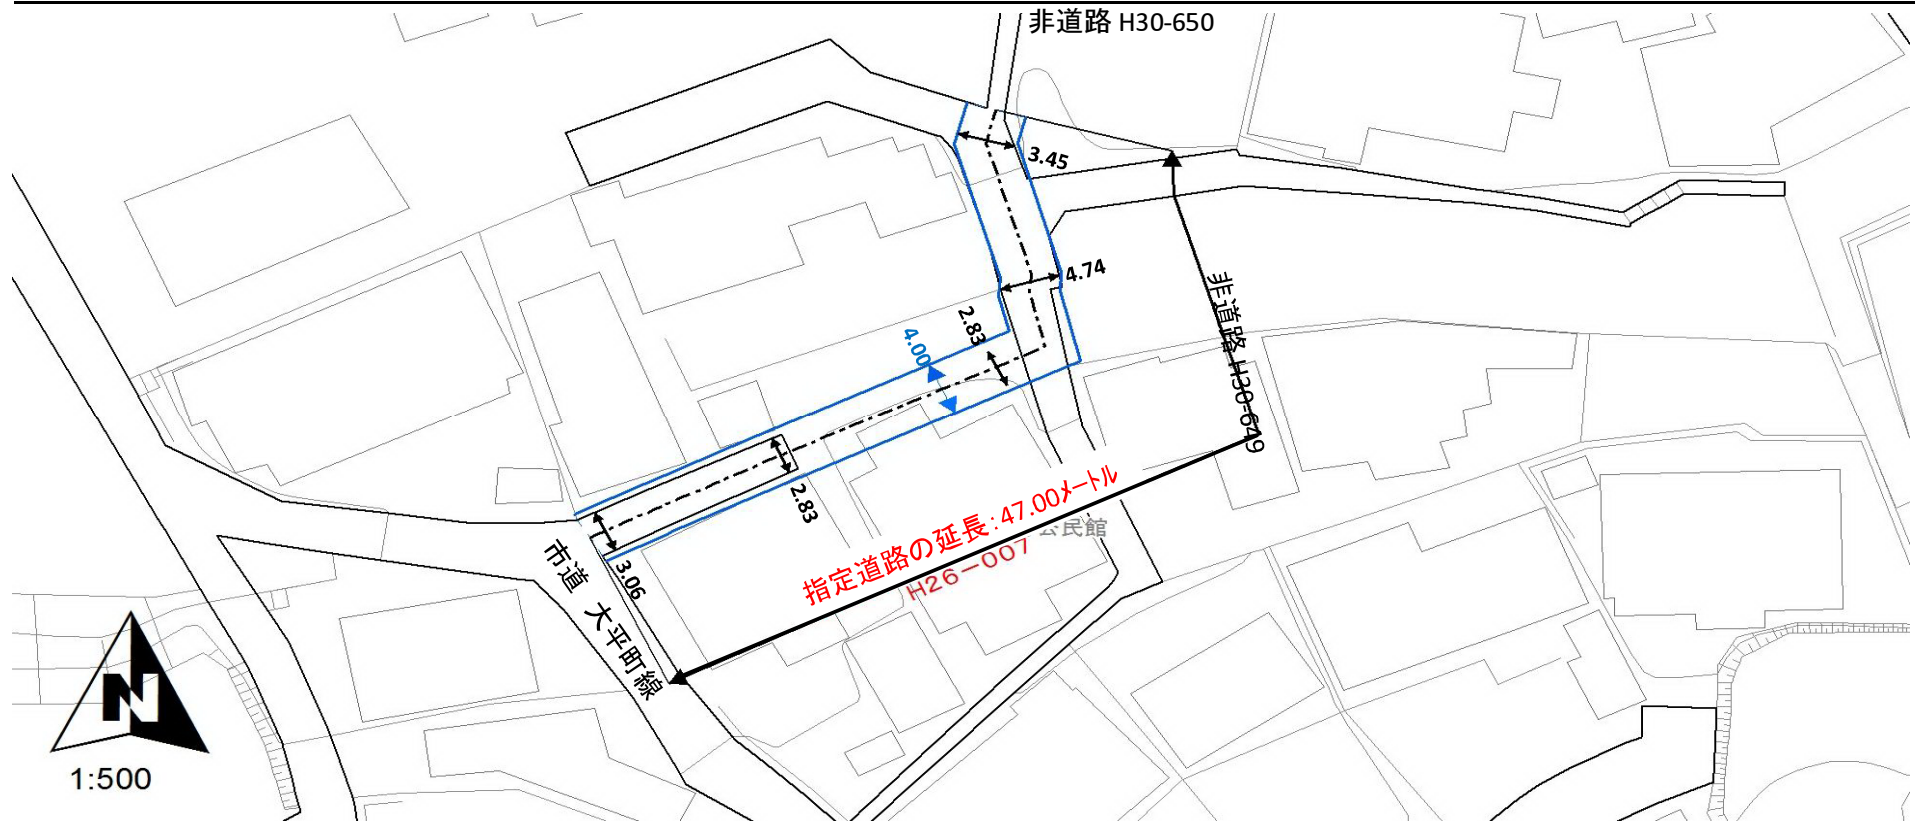 非道路 H30-650
3.45
4.74
2.83
4.00
非道路 H30-649
2.83
3.06
市道 大平町線
指定道路の延長：47.00メートル
公民館
H26-007
N
1:500